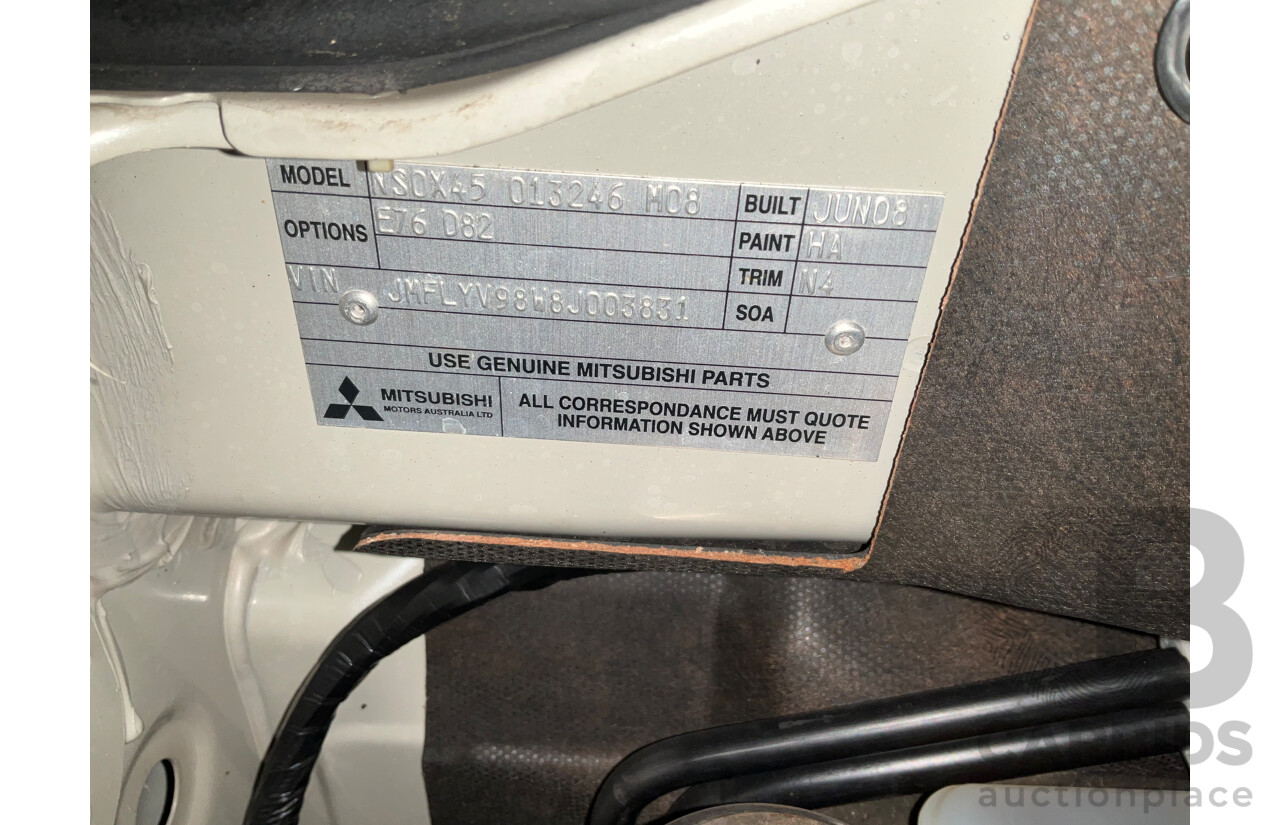 MODEL NS0X45 013246 M08 BUILT JUN08
OPTIONS E76 D82 PAINT HA
TRIM N4
VIN JMFLYV98W8J003831 SOA
USE GENUINE MITSUBISHI PARTS
MITSUBISHI
MOTORS AUSTRALIA LTD
ALL CORRESPONDANCE MUST QUOTE
INFORMATION SHOWN ABOVE
auctionplace